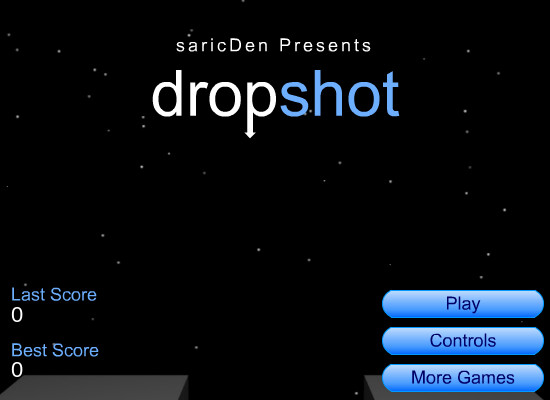 saricDen Presents
dropshot
Last Score
0
Best Score
0
Play
Controls
More Games